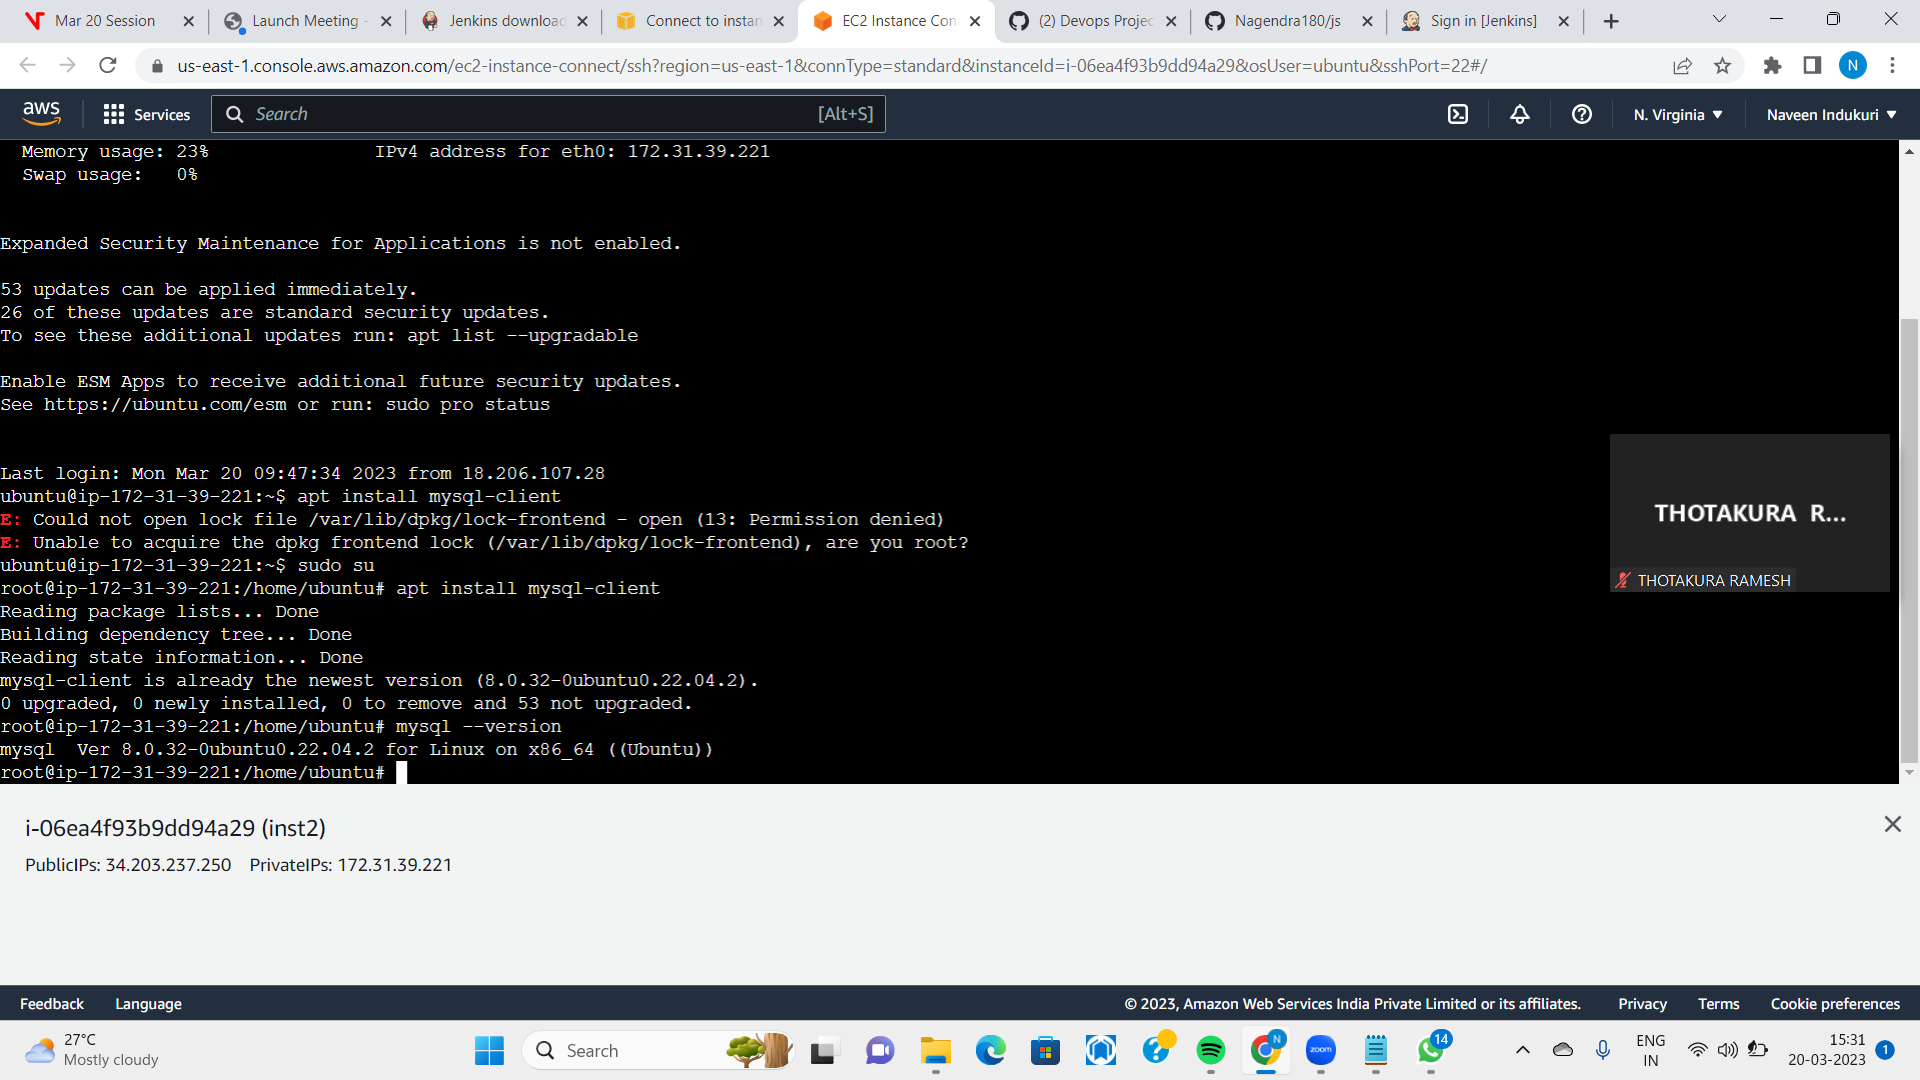 Mar 20 Session
Launch Meeting -
Jenkins download
Connect to instan
EC2 Instance Con
(2) Devops Projec
Nagendra180/js
Sign in [Jenkins]
us-east-1.console.aws.amazon.com/ec2-instance-connect/ssh?region=us-east-1&connType=standard&instanceId=i-06ea4f93b9dd94a29&osUser=ubuntu&sshPort=22#/
N
aws
Services
Search
[Alt+S]
N. Virginia
Naveen Indukuri
Memory usage: 23% IPv4 address for eth0: 172.31.39.221
Swap usage: 0%
Expanded Security Maintenance for Applications is not enabled.
53 updates can be applied immediately.
26 of these updates are standard security updates.
To see these additional updates run: apt list --upgradable
Enable ESM Apps to receive additional future security updates.
See https://ubuntu.com/esm or run: sudo pro status
Last login: Mon Mar 20 09:47:34 2023 from 18.206.107.28
ubuntu@ip-172-31-39-221:~$ apt install mysql-client
E: Could not open lock file /var/lib/dpkg/lock-frontend - open (13: Permission denied)
E: Unable to acquire the dpkg frontend lock (/var/lib/dpkg/lock-frontend), are you root?
ubuntu@ip-172-31-39-221:~$ sudo su
root@ip-172-31-39-221:/home/ubuntu# apt install mysql-client
Reading package lists... Done
Building dependency tree... Done
Reading state information... Done
mysql-client is already the newest version (8.0.32-0ubuntu0.22.04.2).
0 upgraded, 0 newly installed, 0 to remove and 53 not upgraded.
root@ip-172-31-39-221:/home/ubuntu# mysql --version
mysql  Ver 8.0.32-0ubuntu0.22.04.2 for Linux on x86_64 ((Ubuntu))
root@ip-172-31-39-221:/home/ubuntu#
THOTAKURA R...
THOTAKURA RAMESH
i-06ea4f93b9dd94a29 (inst2)
PublicIPs: 34.203.237.250 PrivateIPs: 172.31.39.221
Feedback
Language
© 2023, Amazon Web Services India Private Limited or its affiliates.
Privacy
Terms
Cookie preferences
27°C
Mostly cloudy
Search
N
zoom
14
ENG
IN
15:31
20-03-2023
1